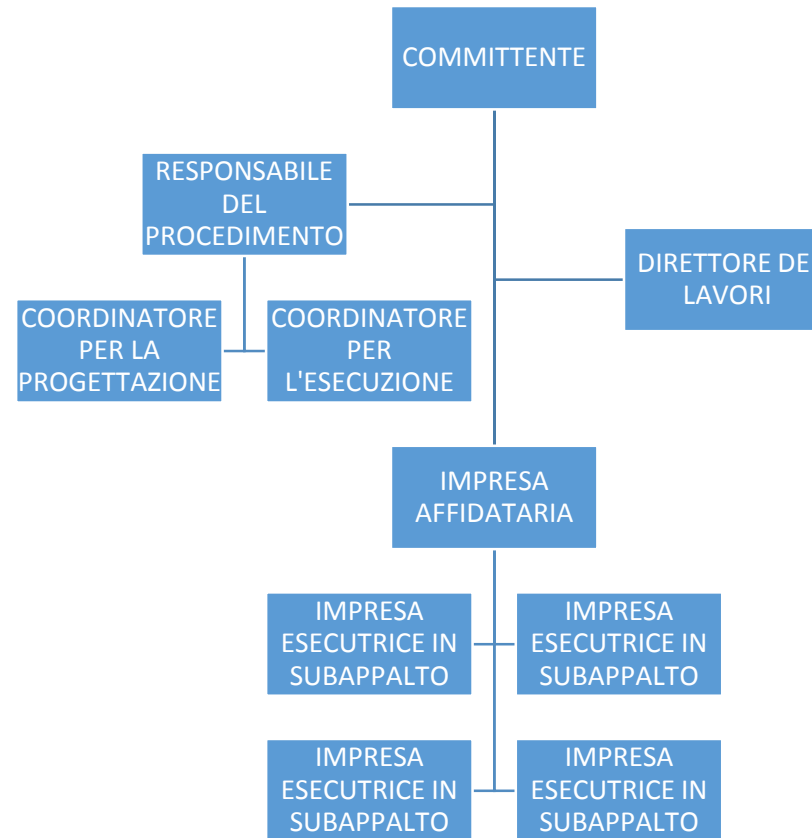 COMMITTENTE
RESPONSABILE
DEL
PROCEDIMENTO
DIRETTORE DE
LAVORI
COORDINATORE
PER LA
PROGETTAZIONE
COORDINATORE
PER
L'ESECUZIONE
IMPRESA
AFFIDATARIA
IMPRESA
ESECUTRICE IN
SUBAPPALTO
IMPRESA
ESECUTRICE IN
SUBAPPALTO
IMPRESA
ESECUTRICE IN
SUBAPPALTO
IMPRESA
ESECUTRICE IN
SUBAPPALTO